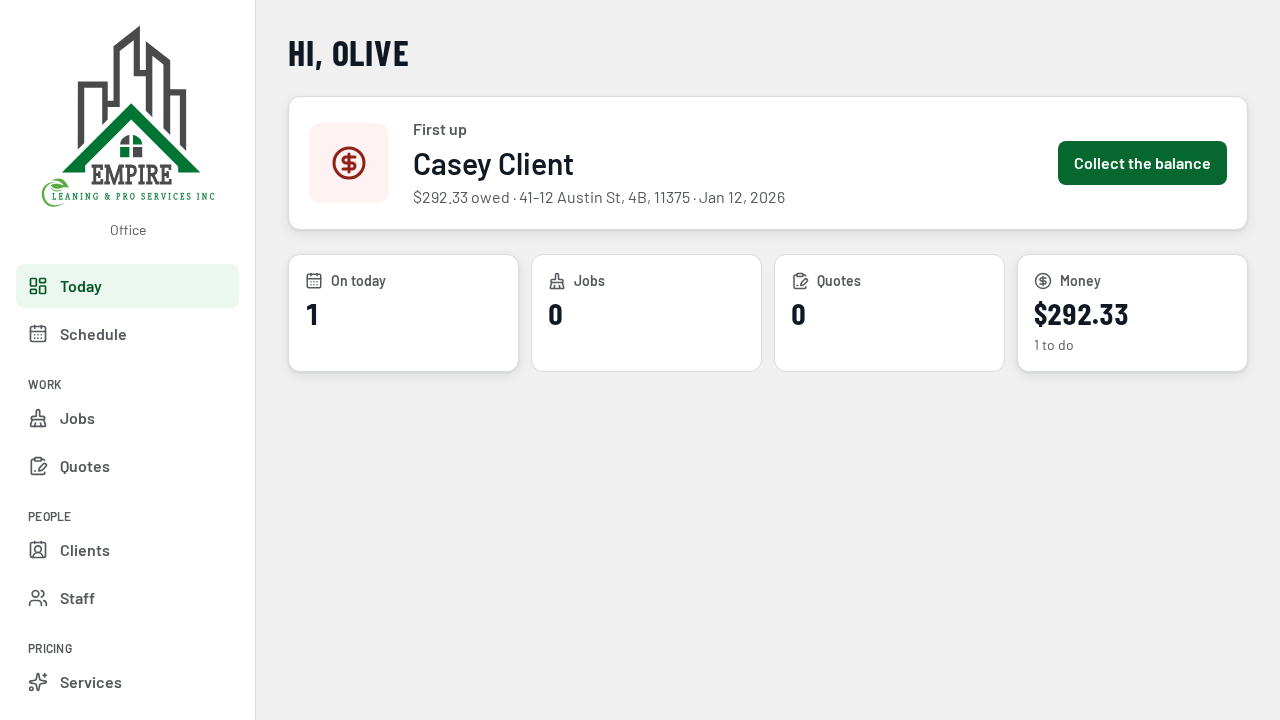 EMPIRE
LEANING & PRO SERVICES INC
Office
Today
Schedule
WORK
Jobs
Quotes
PEOPLE
Clients
Staff
PRICING
Services
HI, OLIVE
First up
Casey Client
$292.33 owed · 41-12 Austin St, 4B, 11375 · Jan 12, 2026
Collect the balance
On today
1
Jobs
0
Quotes
0
Money
$292.33
1 to do